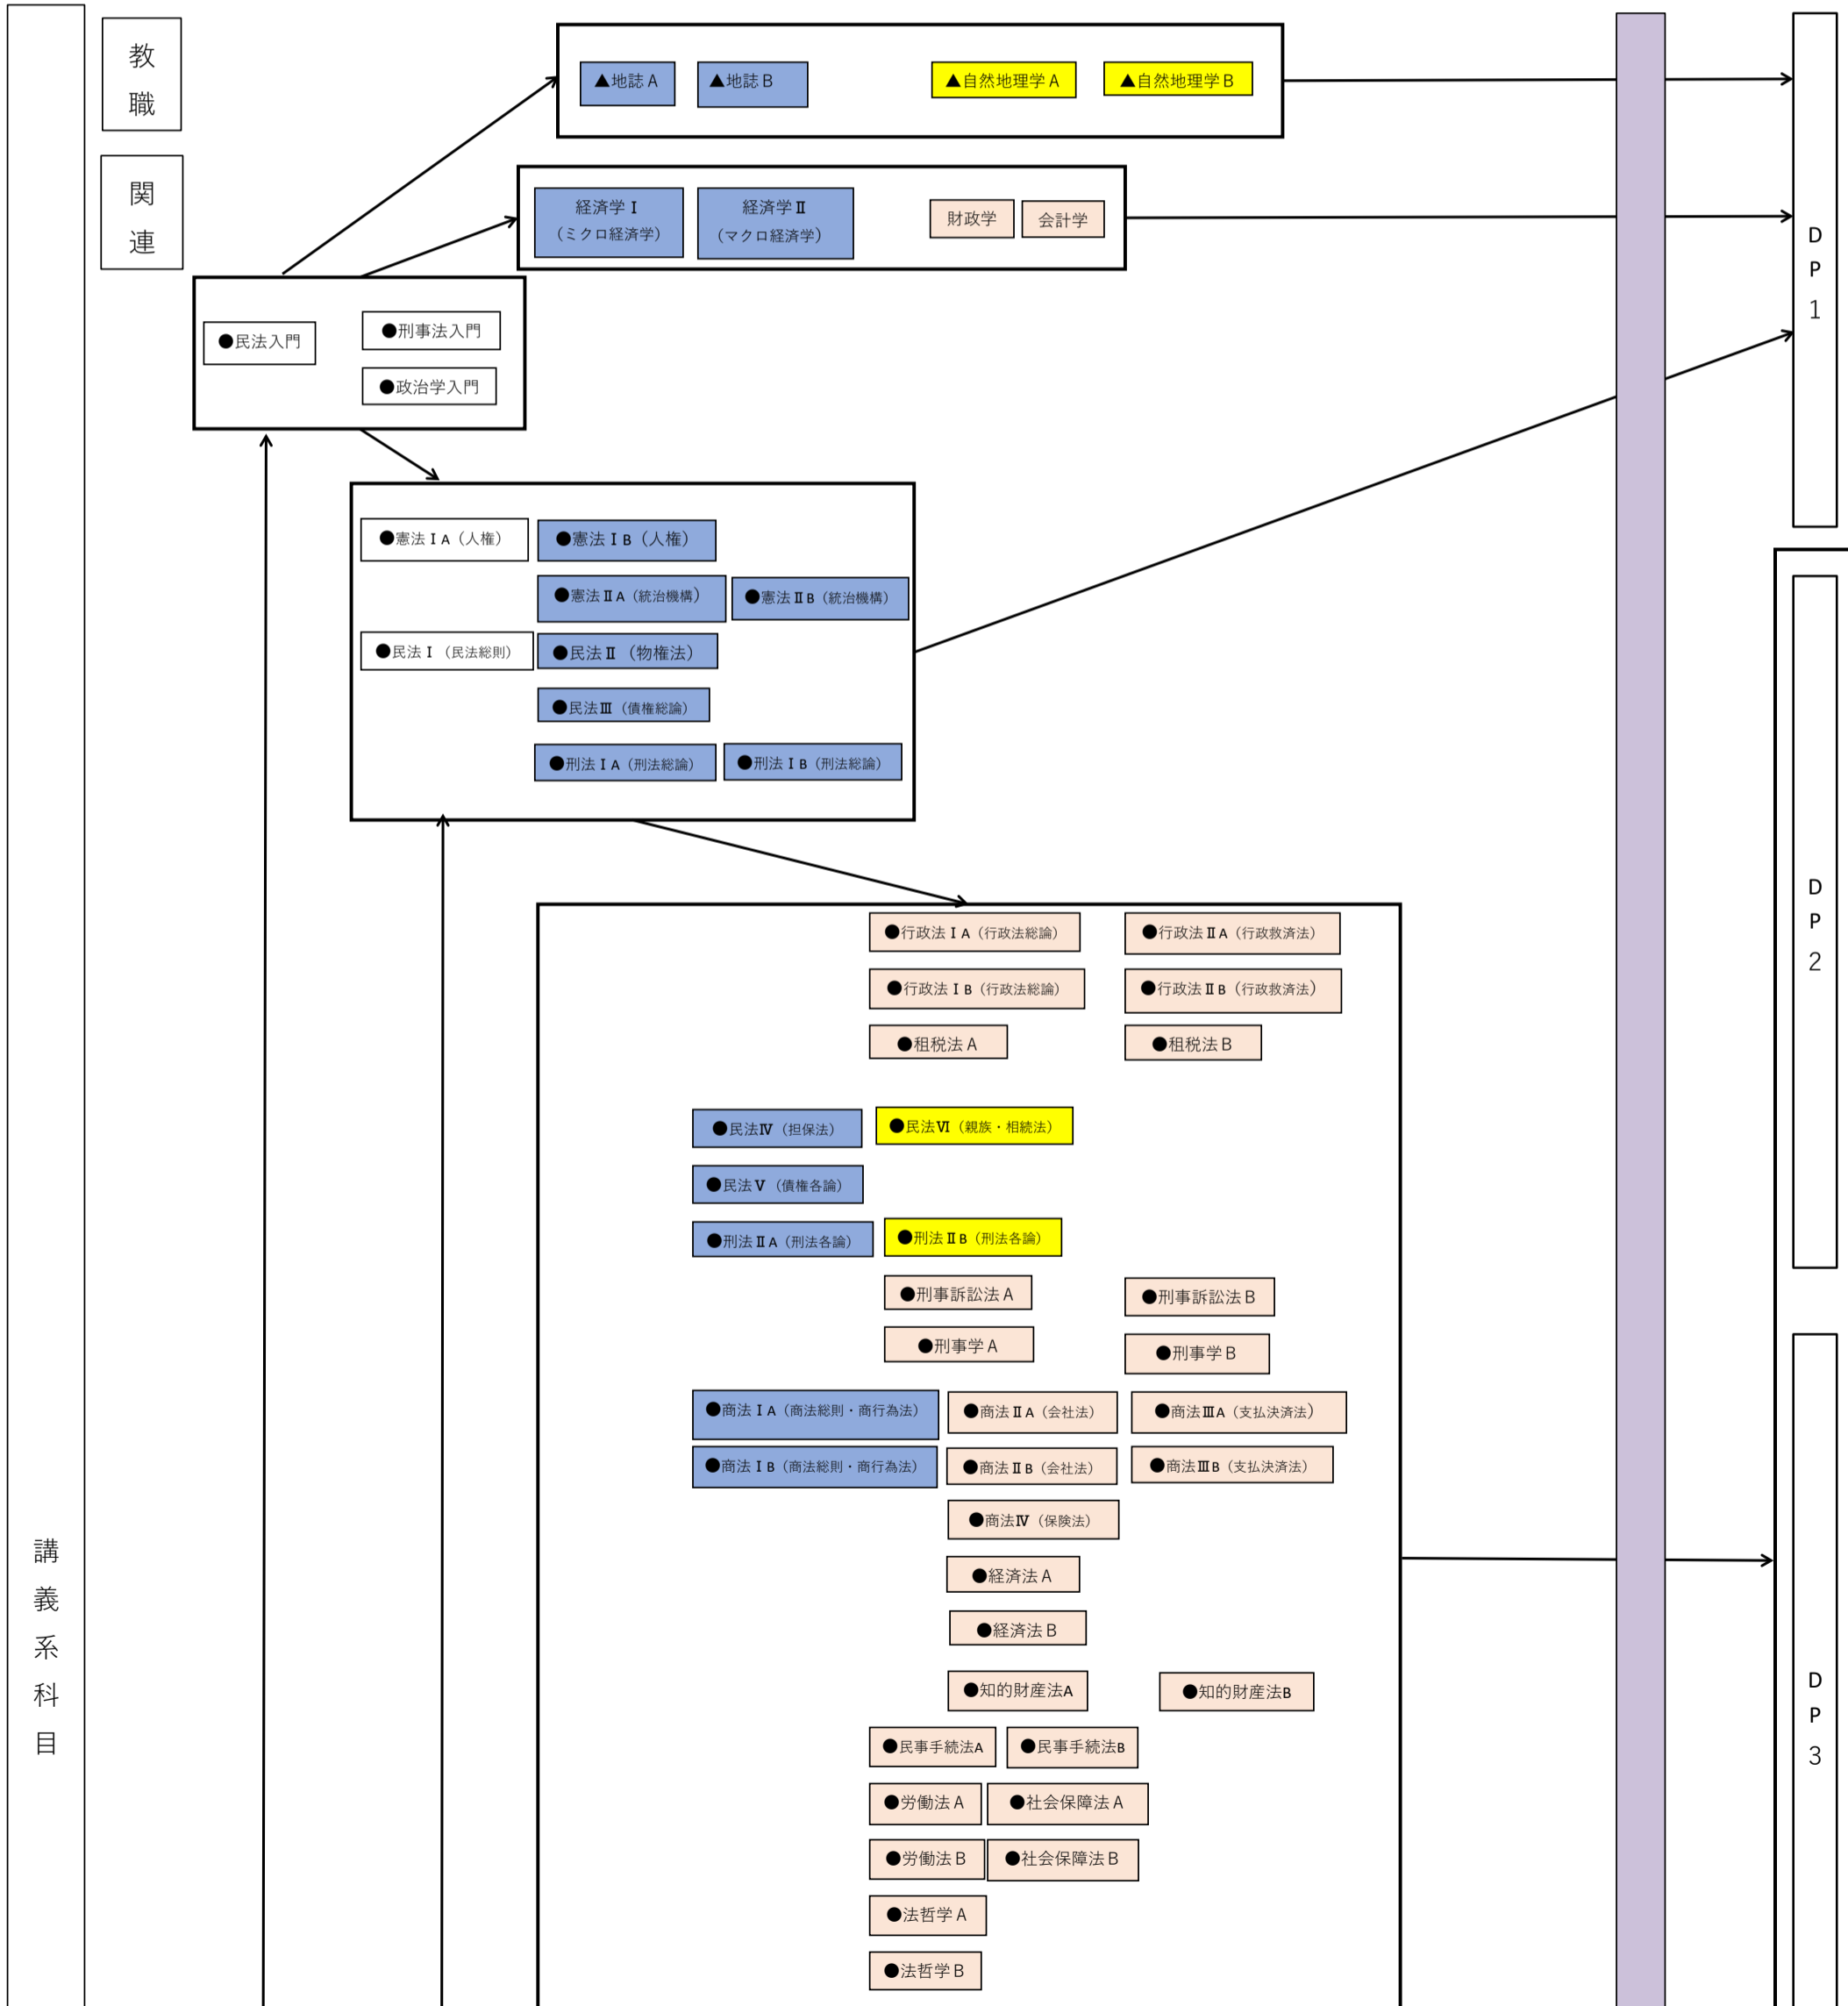 教職
▲地誌A ▲地誌B ▲自然地理学A ▲自然地理学B
関連
経済学Ⅰ
（ミクロ経済学）
経済学Ⅱ
（マクロ経済学）
財政学 会計学
DP1
●民法入門
●刑事法入門
●政治学入門
●憲法ⅠA（人権） ●憲法ⅠB（人権）
●憲法ⅡA（統治機構） ●憲法ⅡB（統治機構）
●民法Ⅰ（民法総則） ●民法Ⅱ（物権法）
●民法Ⅲ（債権総論）
●刑法ⅠA（刑法総論） ●刑法ⅠB（刑法総論）
DP2
●行政法ⅠA（行政法総論） ●行政法ⅡA（行政救済法）
●行政法ⅠB（行政法総論） ●行政法ⅡB（行政救済法）
●租税法A ●租税法B
●民法Ⅳ（担保法） ●民法Ⅵ（親族・相続法）
●民法Ⅴ（債権各論）
●刑法ⅡA（刑法各論） ●刑法ⅡB（刑法各論）
●刑事訴訟法A ●刑事訴訟法B
●刑事学A ●刑事学B
●商法ⅠA（商法総則・商行為法） ●商法ⅡA（会社法） ●商法ⅢA（支払決済法）
●商法ⅠB（商法総則・商行為法） ●商法ⅡB（会社法） ●商法ⅢB（支払決済法）
●商法Ⅳ（保険法）
●経済法A
●経済法B
●知的財産法A ●知的財産法B
講義系科目
DP3
●民事手続法A ●民事手続法B
●労働法A ●社会保障法A
●労働法B ●社会保障法B
●法哲学A
●法哲学B